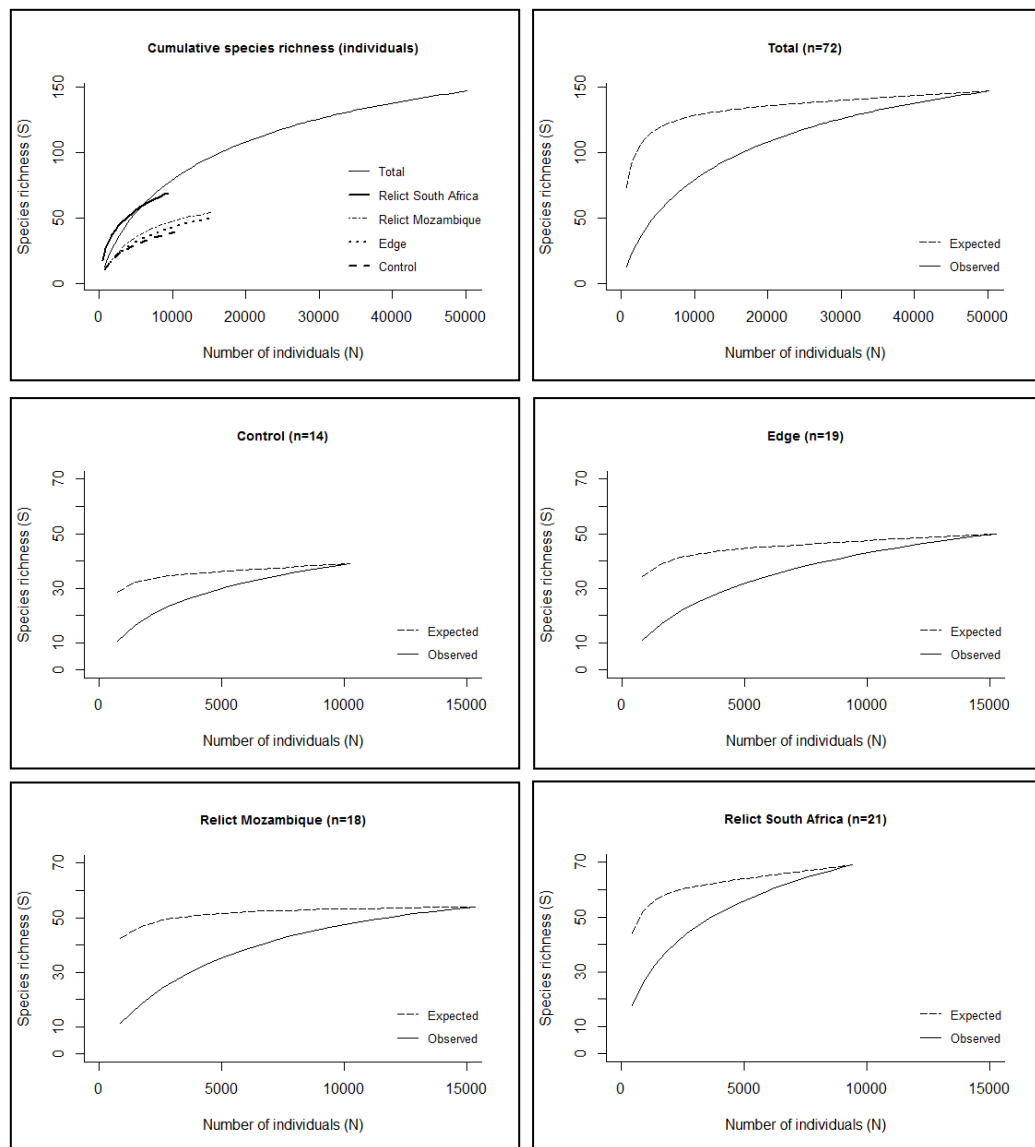 Cumulative species richness (individuals)
Species richness (S)
150
100
50
0
Total
Relict South Africa
Relict Mozambique
Edge
Control
0 10000 20000 30000 40000 50000
Number of individuals (N)
Total (n=72)
Species richness (S)
150
100
50
0
Expected
Observed
0 10000 20000 30000 40000 50000
Number of individuals (N)
Control (n=14)
Species richness (S)
70
50
30
10
0
Expected
Observed
0 5000 10000 15000
Number of individuals (N)
Edge (n=19)
Species richness (S)
70
50
30
10
0
Expected
Observed
0 5000 10000 15000
Number of individuals (N)
Relict Mozambique (n=18)
Species richness (S)
70
50
30
10
0
Expected
Observed
0 5000 10000 15000
Number of individuals (N)
Relict South Africa (n=21)
Species richness (S)
70
50
30
10
0
Expected
Observed
0 5000 10000 15000
Number of individuals (N)